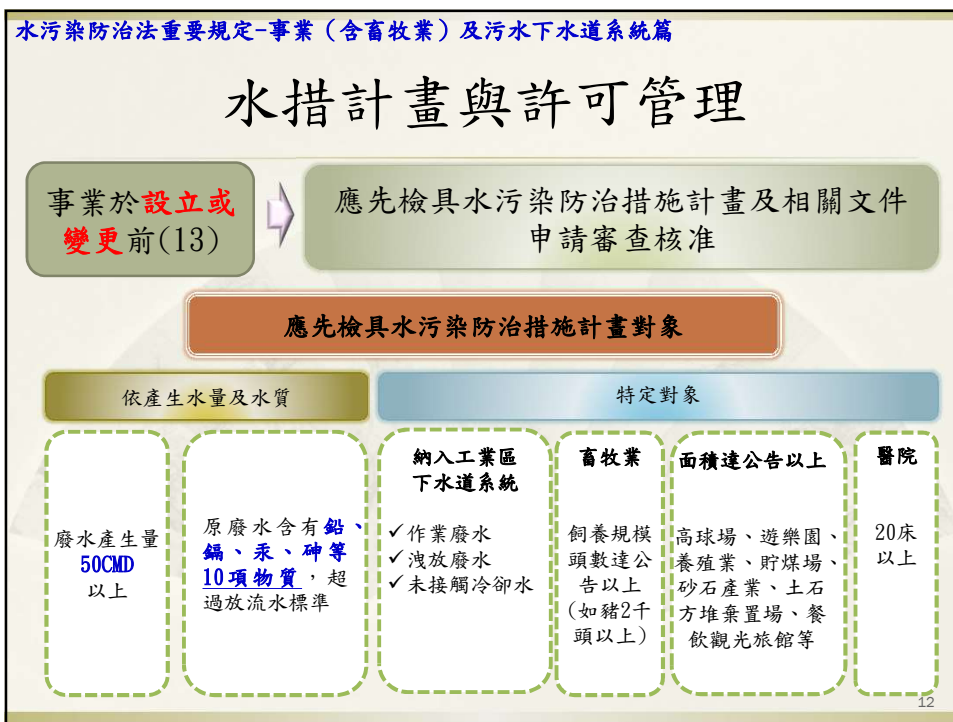 水污染防治法重要規定-事業（含畜牧業）及污水下水道系統篇
水措計畫與許可管理
事業於設立或
變更前(13)
應先檢具水污染防治措施計畫及相關文件
申請審查核准
應先檢具水污染防治措施計畫對象
依產生水量及水質
特定對象
廢水產生量
50CMD
以上
原廢水含有鉛、
鎘、汞、砷等
10項物質，超
過放流水標準
納入工業區
下水道系統
✓作業廢水
✓洩放廢水
✓未接觸冷卻水
畜牧業
飼養規模
頭數達公
告以上
(如豬2千
頭以上)
面積達公告以上
高球場、遊樂園、
養殖業、貯煤場、
砂石產業、土石
方堆棄置場、餐
飲觀光旅館等
醫院
20床
以上
12